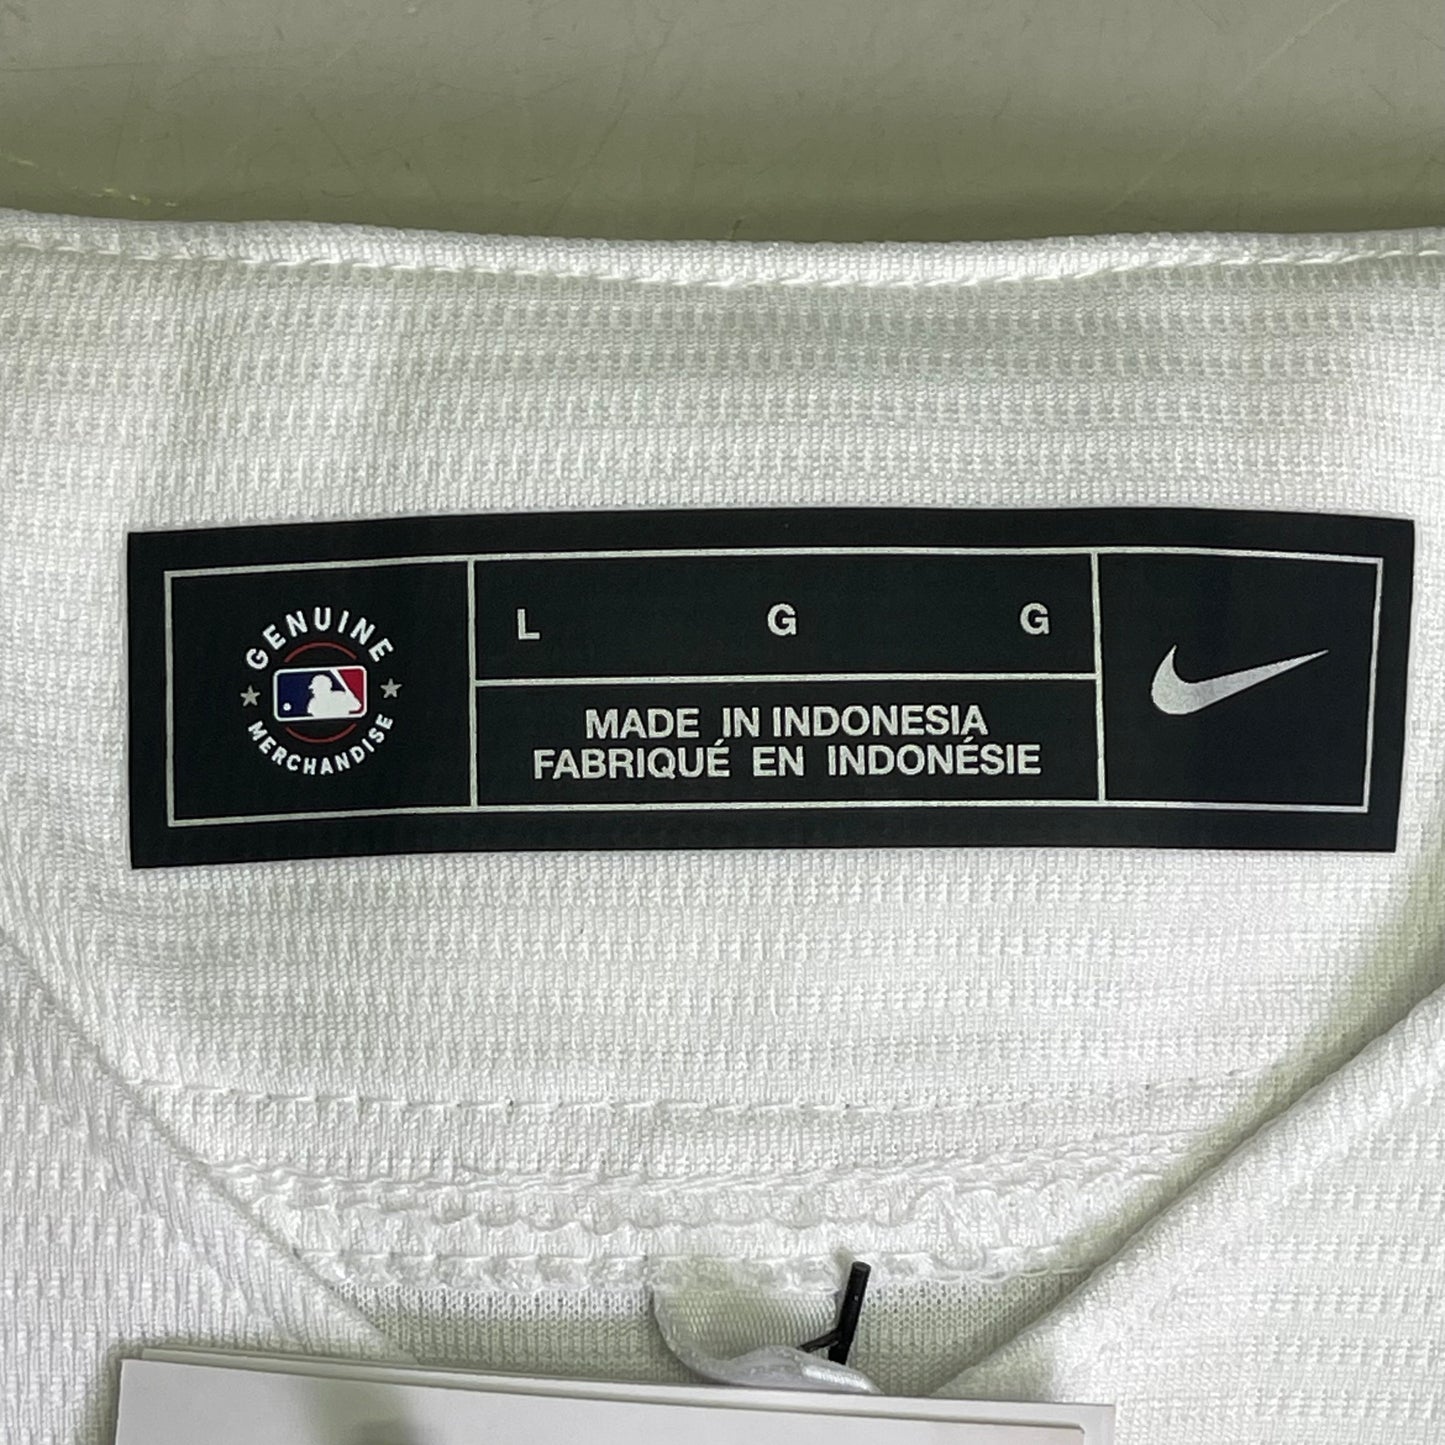 GENUINE
MERCHANDISE
L G G
MADE IN INDONESIA
FABRIQUÉ EN INDONÉSIE